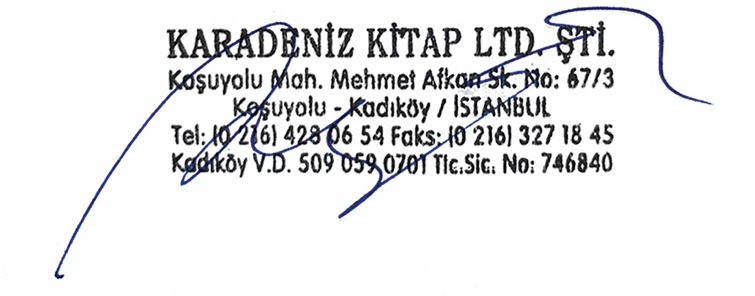 KARADENİZ KİTAP LTD. ŞTİ.
Koşuyolu Mah. Mehmet Afkan Sk. No: 67/3
Koşuyolu - Kadıköy / İSTANBUL
Tel: (0 216) 428 06 54 Faks: (0 216) 327 18 45
Kadıköy V.D. 509 059 0701 Tic.Sic. No: 746840